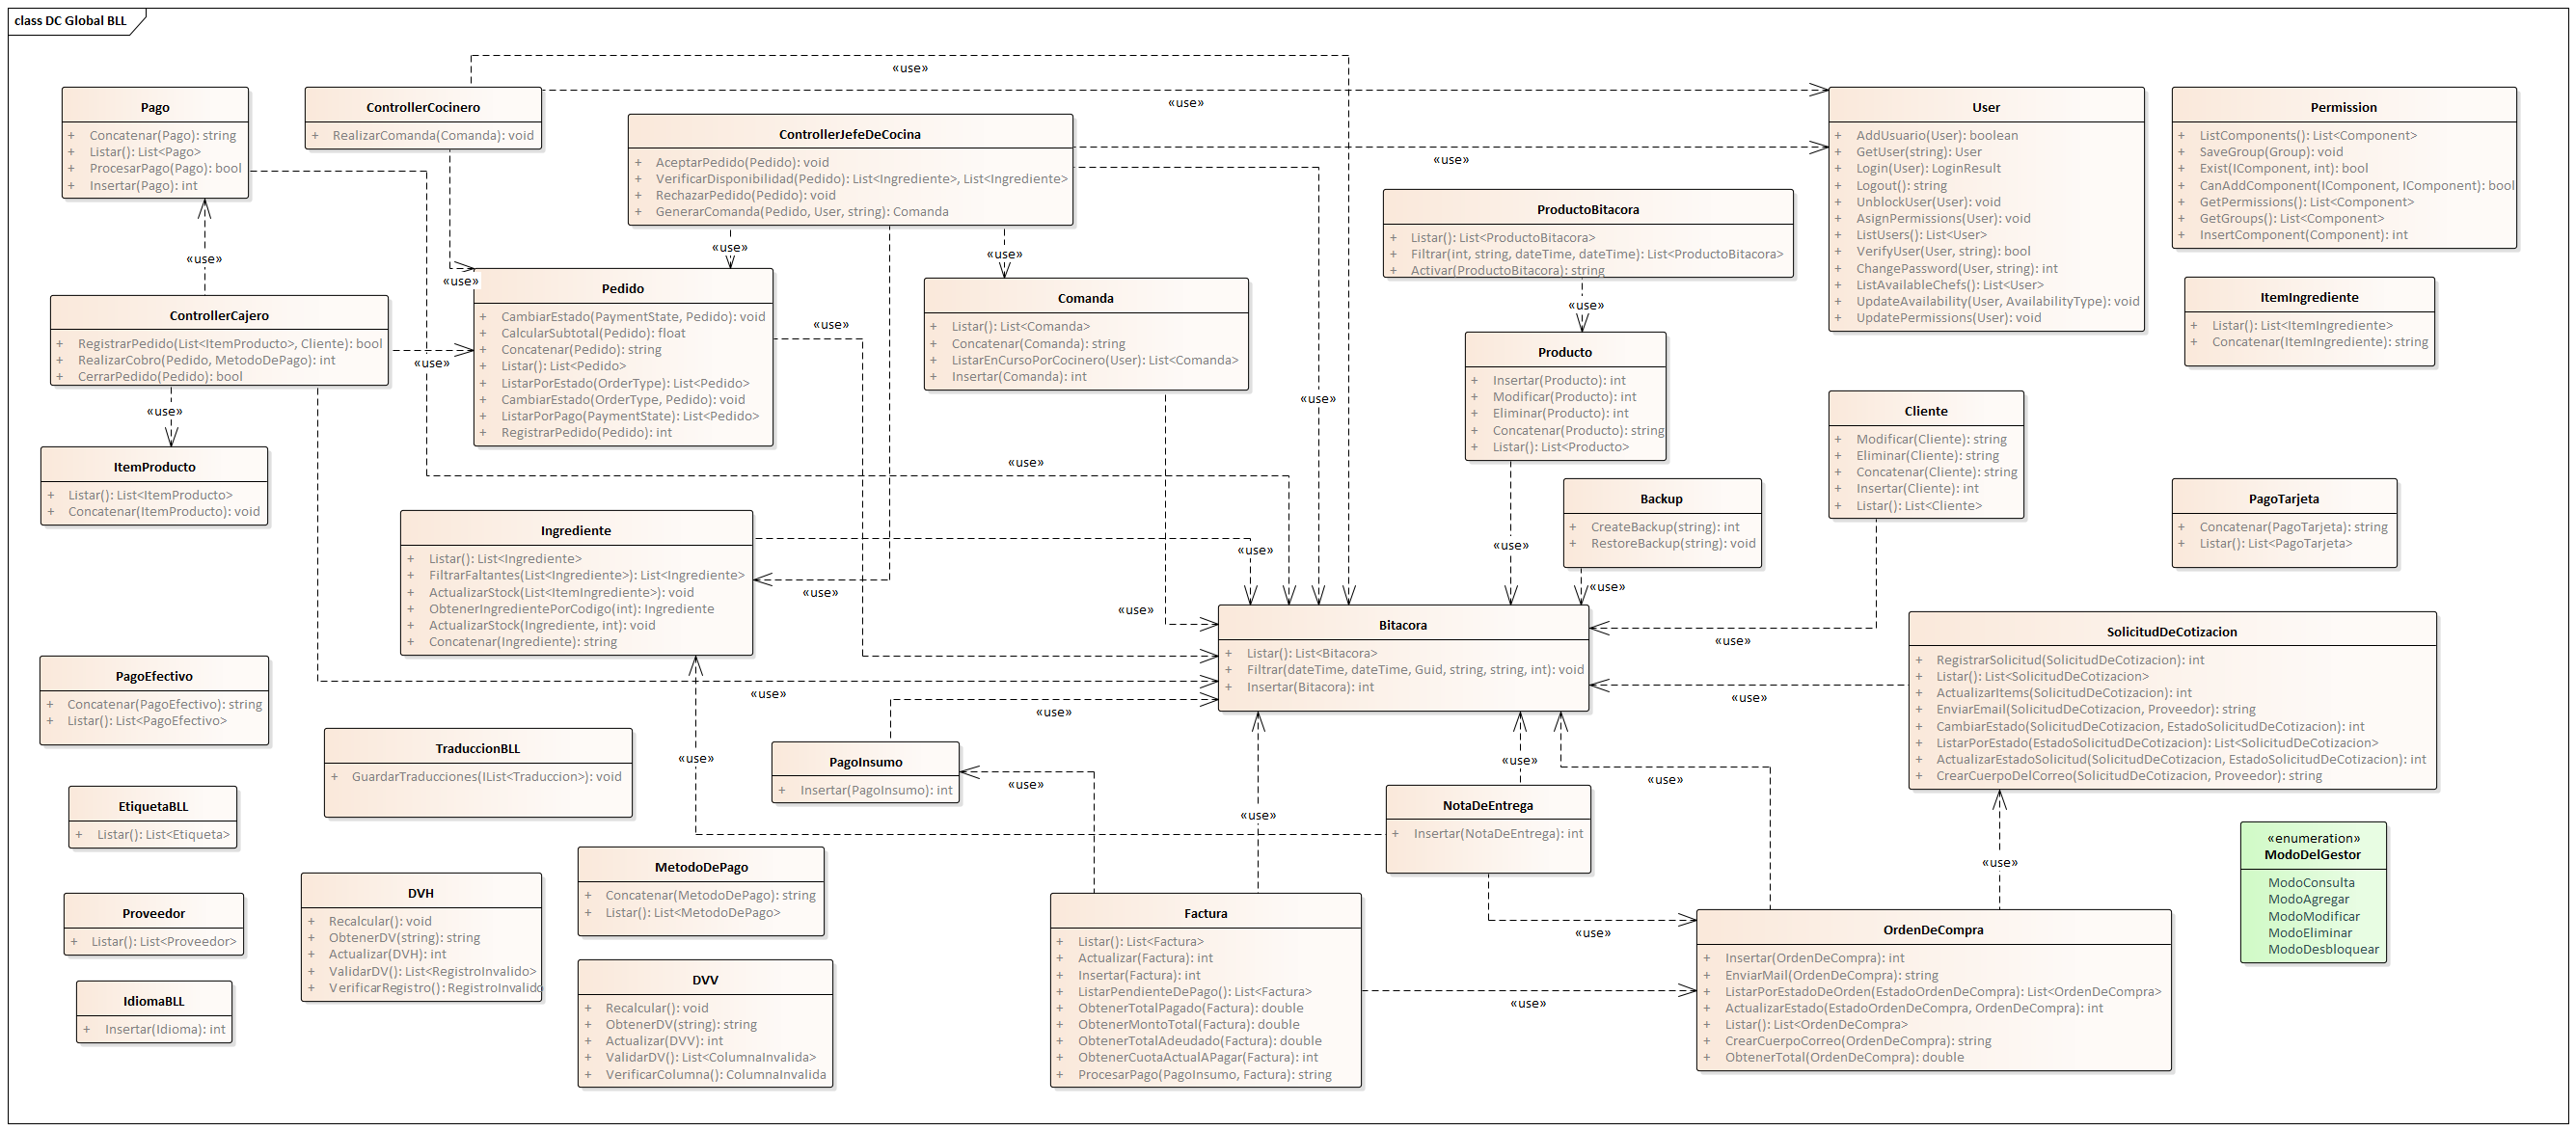 class DC Global BLL
«use»
«use»
«use»
Pago
+ Concatenar(Pago): string
+ Listar(): List<Pago>
+ ProcesarPago(Pago): bool
+ Insertar(Pago): int
ControllerCocinero
+ RealizarComanda(Comanda): void
ControllerJefeDeCocina
+ AceptarPedido(Pedido): void
+ VerificarDisponibilidad(Pedido): List<Ingrediente>, List<Ingrediente>
+ RechazarPedido(Pedido): void
+ GenerarComanda(Pedido, User, string): Comanda
User
+ AddUsuario(User): boolean
+ GetUser(string): User
+ Login(User): LoginResult
+ Logout(): string
+ UnblockUser(User): void
+ AsignPermissions(User): void
+ ListUsers(): List<User>
+ VerifyUser(User, string): bool
+ ChangePassword(User, string): int
+ ListAvailableChefs(): List<User>
+ UpdateAvailability(User, AvailabilityType): void
+ UpdatePermissions(User): void
Permission
+ ListComponents(): List<Component>
+ SaveGroup(Group): void
+ Exist(IComponent, int): bool
+ CanAddComponent(IComponent, IComponent): bool
+ GetPermissions(): List<Component>
+ GetGroups(): List<Component>
+ InsertComponent(Component): int
ProductoBitacora
+ Listar(): List<ProductoBitacora>
+ Filtrar(int, string, dateTime, dateTime): List<ProductoBitacora>
+ Activar(ProductoBitacora): string
«use»
«use»
«use»
«use»
«use»
ControllerCajero
+ RegistrarPedido(List<ItemProducto>, Cliente): bool
+ RealizarCobro(Pedido, MetodoDePago): int
+ CerrarPedido(Pedido): bool
Pedido
+ CambiarEstado(PaymentState, Pedido): void
+ CalcularSubtotal(Pedido): float
+ Concatenar(Pedido): string
+ Listar(): List<Pedido>
+ ListarPorEstado(OrderType): List<Pedido>
+ CambiarEstado(OrderType, Pedido): void
+ ListarPorPago(PaymentState): List<Pedido>
+ RegistrarPedido(Pedido): int
Comanda
+ Listar(): List<Comanda>
+ Concatenar(Comanda): string
+ ListarEnCursoPorCocinero(User): List<Comanda>
+ Insertar(Comanda): int
ItemIngrediente
+ Listar(): List<ItemIngrediente>
+ Concatenar(ItemIngrediente): string
Producto
+ Insertar(Producto): int
+ Modificar(Producto): int
+ Eliminar(Producto): int
+ Concatenar(Producto): string
+ Listar(): List<Producto>
«use»
«use»
«use»
«use»
Cliente
+ Modificar(Cliente): string
+ Eliminar(Cliente): string
+ Concatenar(Cliente): string
+ Insertar(Cliente): int
+ Listar(): List<Cliente>
ItemProducto
+ Listar(): List<ItemProducto>
+ Concatenar(ItemProducto): void
«use»
Backup
+ CreateBackup(string): int
+ RestoreBackup(string): void
PagoTarjeta
+ Concatenar(PagoTarjeta): string
+ Listar(): List<PagoTarjeta>
Ingrediente
+ Listar(): List<Ingrediente>
+ FiltrarFaltantes(List<Ingrediente>): List<Ingrediente>
+ ActualizarStock(List<ItemIngrediente>): void
+ ObtenerIngredientePorCodigo(int): Ingrediente
+ ActualizarStock(Ingrediente, int): void
+ Concatenar(Ingrediente): string
«use»
«use»
«use»
«use»
«use»
«use»
Bitacora
+ Listar(): List<Bitacora>
+ Filtrar(dateTime, dateTime, Guid, string, string, int): void
+ Insertar(Bitacora): int
SolicitudDeCotizacion
+ RegistrarSolicitud(SolicitudDeCotizacion): int
+ Listar(): List<SolicitudDeCotizacion>
+ ActualizarItems(SolicitudDeCotizacion): int
+ EnviarEmail(SolicitudDeCotizacion, Proveedor): string
+ CambiarEstado(SolicitudDeCotizacion, EstadoSolicitudDeCotizacion): int
+ ListarPorEstado(EstadoSolicitudDeCotizacion): List<SolicitudDeCotizacion>
+ ActualizarEstadoSolicitud(SolicitudDeCotizacion, EstadoSolicitudDeCotizacion): int
+ CrearCuerpoDelCorreo(SolicitudDeCotizacion, Proveedor): string
PagoEfectivo
+ Concatenar(PagoEfectivo): string
+ Listar(): List<PagoEfectivo>
«use»
«use»
«use»
TraduccionBLL
+ GuardarTraducciones(IList<Traduccion>): void
«use»
PagoInsumo
+ Insertar(PagoInsumo): int
«use»
«use»
«use»
«use»
EtiquetaBLL
+ Listar(): List<Etiqueta>
NotaDeEntrega
+ Insertar(NotaDeEntrega): int
«use»
«enumeration»
ModoDelGestor
ModoConsulta
ModoAgregar
ModoModificar
ModoEliminar
ModoDesbloquear
MetodoDePago
+ Concatenar(MetodoDePago): string
+ Listar(): List<MetodoDePago>
DVH
+ Recalcular(): void
+ ObtenerDV(string): string
+ Actualizar(DVH): int
+ ValidarDV(): List<RegistroInvalido>
+ VerificarRegistro(): RegistroInvalido
Proveedor
+ Listar(): List<Proveedor>
Factura
+ Listar(): List<Factura>
+ Actualizar(Factura): int
+ Insertar(Factura): int
+ ListarPendienteDePago(): List<Factura>
+ ObtenerTotalPagado(Factura): double
+ ObtenerMontoTotal(Factura): double
+ ObtenerTotalAdeudado(Factura): double
+ ObtenerCuotaActualAPagar(Factura): int
+ ProcesarPago(PagoInsumo, Factura): string
«use»
«use»
OrdenDeCompra
+ Insertar(OrdenDeCompra): int
+ EnviarMail(OrdenDeCompra): string
+ ListarPorEstadoDeOrden(EstadoOrdenDeCompra): List<OrdenDeCompra>
+ ActualizarEstado(EstadoOrdenDeCompra, OrdenDeCompra): int
+ Listar(): List<OrdenDeCompra>
+ CrearCuerpoCorreo(OrdenDeCompra): string
+ ObtenerTotal(OrdenDeCompra): double
DVV
+ Recalcular(): void
+ ObtenerDV(string): string
+ Actualizar(DVV): int
+ ValidarDV(): List<ColumnaInvalida>
+ VerificarColumna(): ColumnaInvalida
IdiomaBLL
+ Insertar(Idioma): int